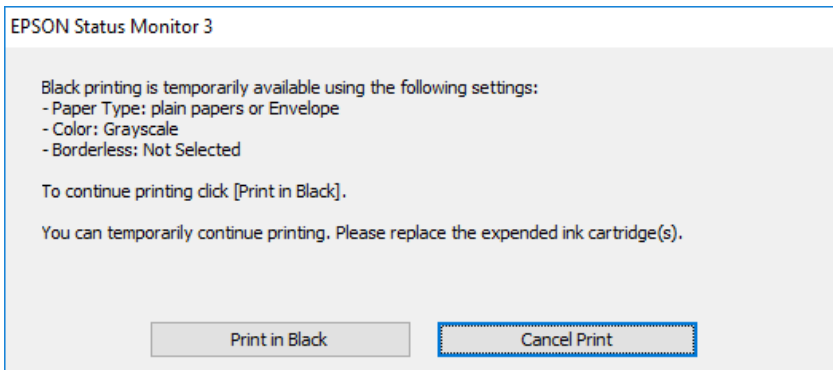 EPSON Status Monitor 3
Black printing is temporarily available using the following settings:
- Paper Type: plain papers or Envelope
- Color: Grayscale
- Borderless: Not Selected
To continue printing click [Print in Black].
You can temporarily continue printing. Please replace the expended ink cartridge(s).
Print in Black
Cancel Print